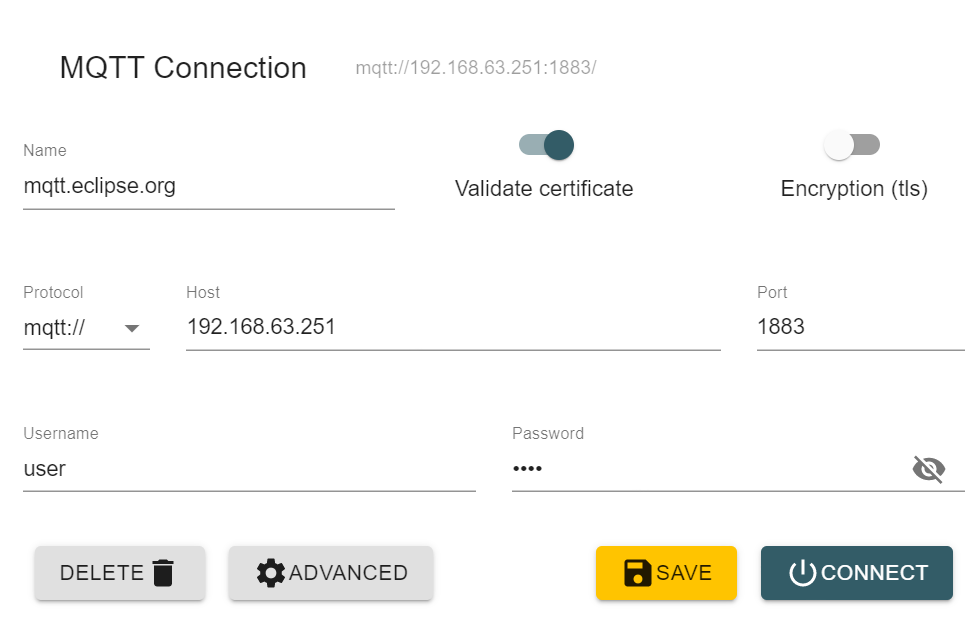 MQTT Connection mqtt://192.168.63.251:1883/
Name
mqtt.eclipse.org
Validate certificate
Encryption (tls)
Protocol
mqtt://
Host
192.168.63.251
Port
1883
Username
user
Password
••••
DELETE
ADVANCED
SAVE
CONNECT